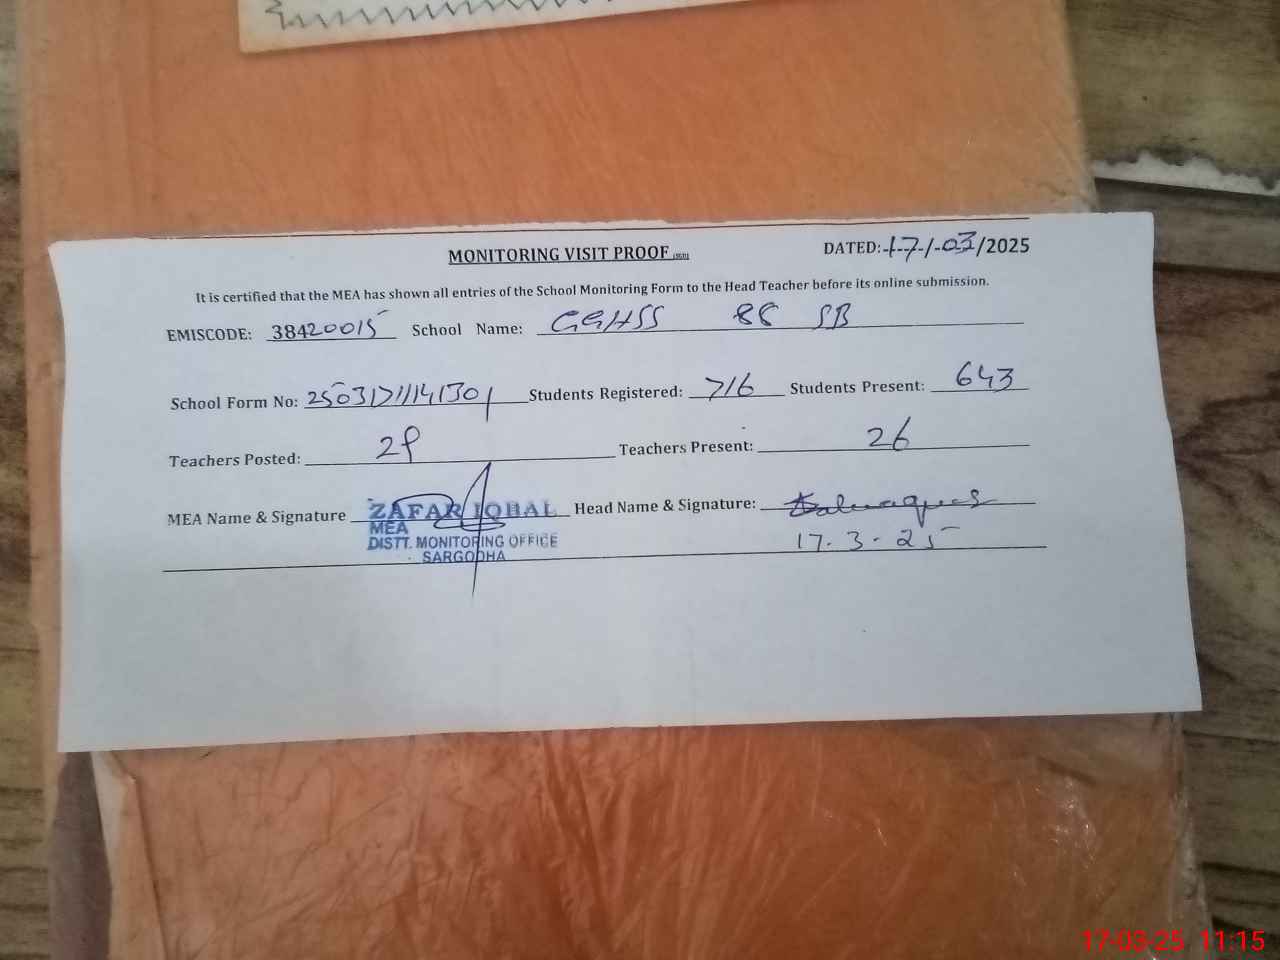 MONITORING VISIT PROOF (SGD) DATED: 17/03/2025
It is certified that the MEA has shown all entries of the School Monitoring Form to the Head Teacher before its online submission.
EMISCODE: 38420015 School Name: GGHSS 88 SB
School Form No: Students Registered: 716 Students Present: 643
Teachers Posted: Teachers Present: 26
MEA Name & Signature ZAFAR IQBAL Head Name & Signature:
MEA
DISTT. MONITORING OFFICE 17.3-25
SARGODHA
17-03-25 11:15